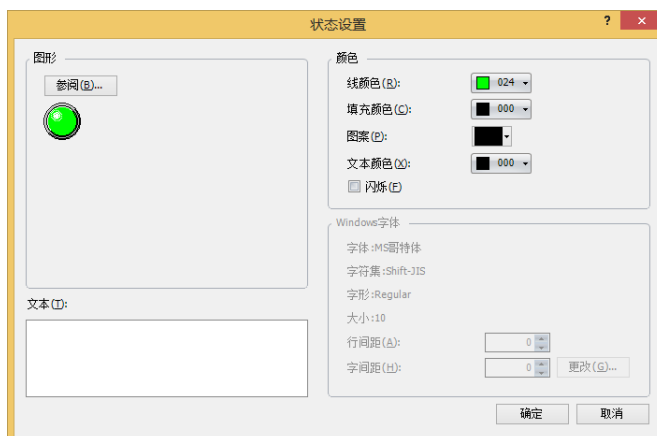 状态设置
?
×
图形
参阅(B)...
文本(T):
颜色
线颜色(R):
024
填充颜色(C):
000
图案(P):
文本颜色(X):
000
闪烁(F)
Windows字体
字体:MS哥特体
字符集:Shift-JIS
字形:Regular
大小:10
行间距(A):
0
字间距(H):
0
更改(G)...
确定
取消